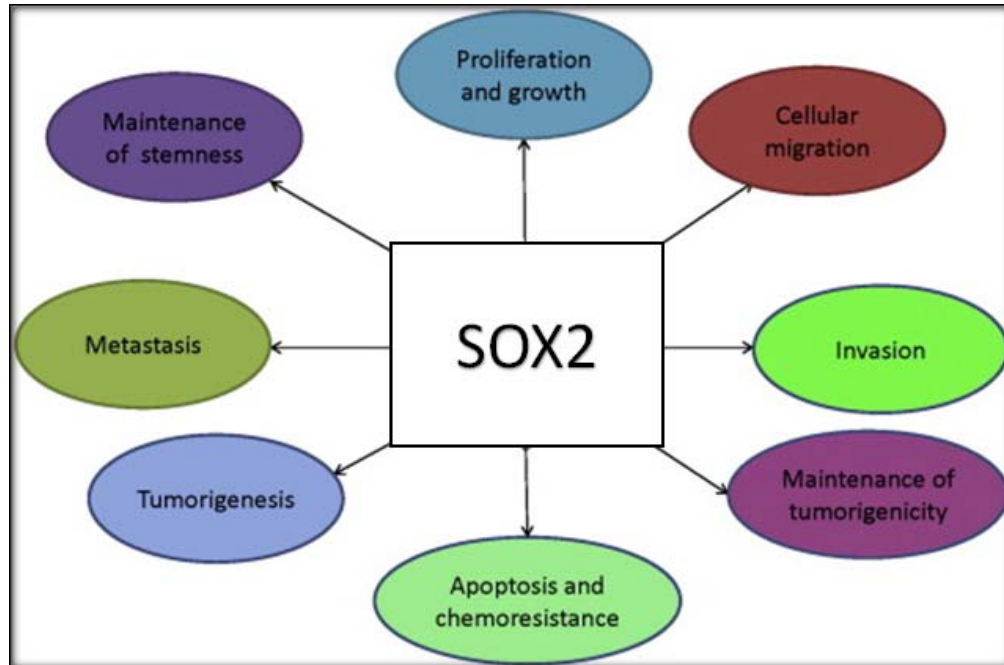 Proliferation
and growth
Maintenance
of stemness
Cellular
migration
SOX2
Metastasis
Invasion
Tumorigenesis
Maintenance of
tumorigenicity
Apoptosis and
chemoresistance